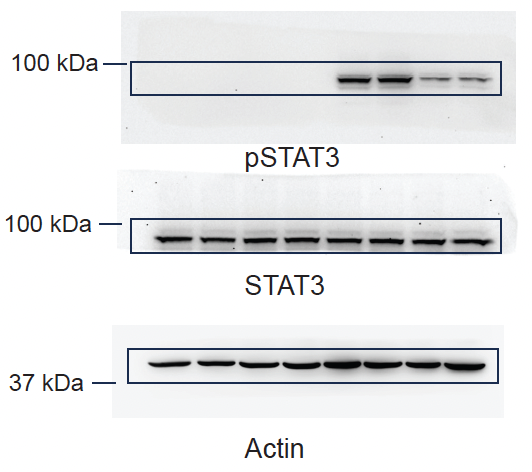 100 kDa
pSTAT3
100 kDa
STAT3
37 kDa
Actin